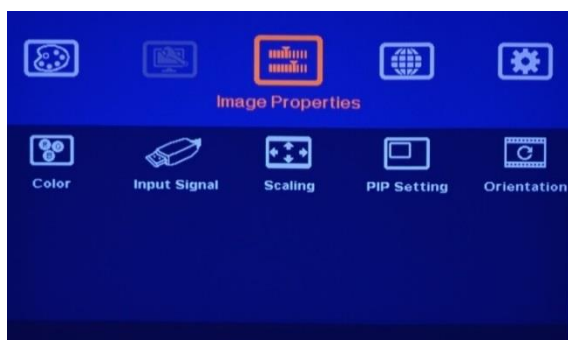 Image Properties
Color
Input Signal
Scaling
PIP Setting
Orientation